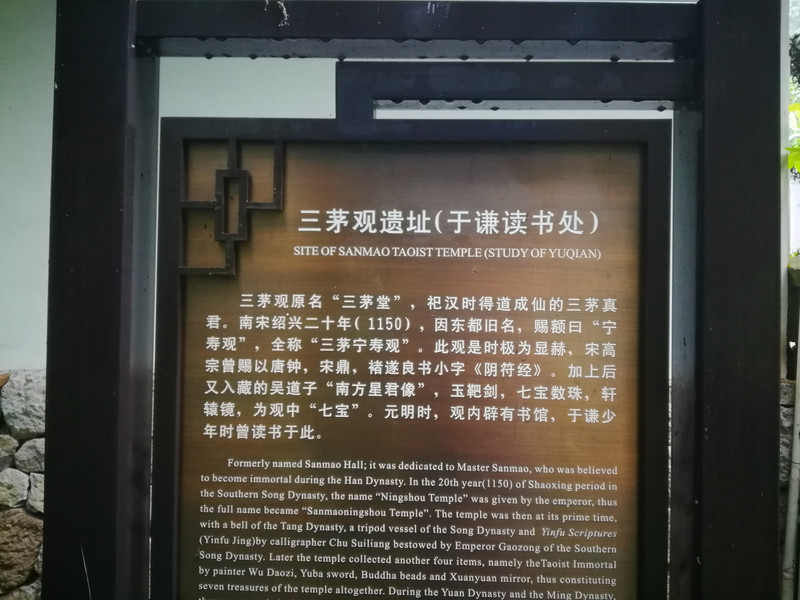 三茅观遗址(于谦读书处)
SITE OF SANMAO TAOIST TEMPLE (STUDY OF YUQIAN)
三茅观原名“三茅堂”，祀汉时得道成仙的三茅真
君。南宋绍兴二十年(1150)，因东都旧名，赐额曰“宁
寿观”，全称“三茅宁寿观”。此观是时极为显赫，宋高
宗曾赐以唐钟，宋鼎，褚遂良书小字《阴符经》。加上后
又入藏的吴道子“南方星君像”，玉靶剑，七宝数珠，轩
辕镜，为观中“七宝”。元明时，观内辟有书馆，于谦少
年时曾读书于此。
Formerly named Sanmao Hall; it was dedicated to Master Sanmao, who was believed
to become immortal during the Han Dynasty. In the 20th year(1150) of Shaoxing period in
the Southern Song Dynasty, the name “Ningshou Temple” was given by the emperor, thus
the full name became “Sanmaoningshou Temple”. The temple was then at its prime time,
with a bell of the Tang Dynasty, a tripod vessel of the Song Dynasty and Yinfu Scriptures
(Yinfu Jing)by calligrapher Chu Suiliang bestowed by Emperor Gaozong of the Southern
Song Dynasty. Later the temple collected another four items, namely theTaoist Immortal
by painter Wu Daozi, Yuba sword, Buddha beads and Xuanyuan mirror, thus constituting
seven treasures of the temple altogether. During the Yuan Dynasty and the Ming Dynasty,